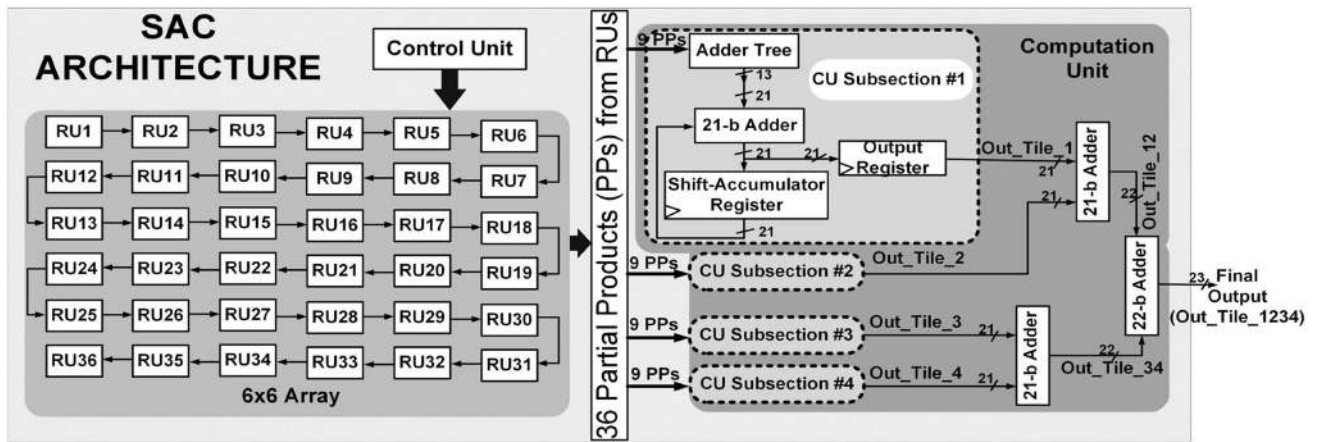 SAC
ARCHITECTURE
Control Unit
RU1 RU2 RU3 RU4 RU5 RU6
RU12 RU11 RU10 RU9 RU8 RU7
RU13 RU14 RU15 RU16 RU17 RU18
RU24 RU23 RU22 RU21 RU20 RU19
RU25 RU26 RU27 RU28 RU29 RU30
RU36 RU35 RU34 RU33 RU32 RU31
6x6 Array
36 Partial Products (PPs) from RUs
9 PPs
Adder Tree
13
21
CU Subsection #1
21-b Adder
21
21
Output
Register
Shift-Accumulator
Register
21
Computation
Unit
Out_Tile_1
21
21-b Adder
Out_Tile_12
22
21
9 PPs
CU Subsection #2
Out_Tile_2
22-b Adder
23
Final
Output
(Out_Tile_1234)
9 PPs
CU Subsection #3
Out_Tile_3
21
21-b Adder
22
Out_Tile_34
9 PPs
CU Subsection #4
Out_Tile_4
21